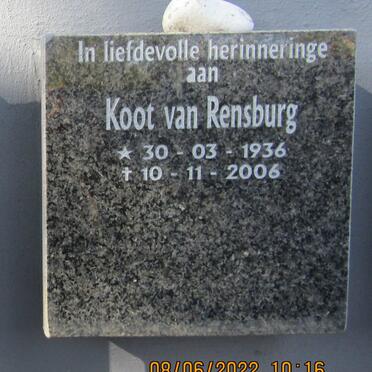 In liefdevolle herinneringe
aan
Koot van Rensburg
★ 30 - 03 - 1936
† 10 - 11 - 2006
08/06/2022 10:16